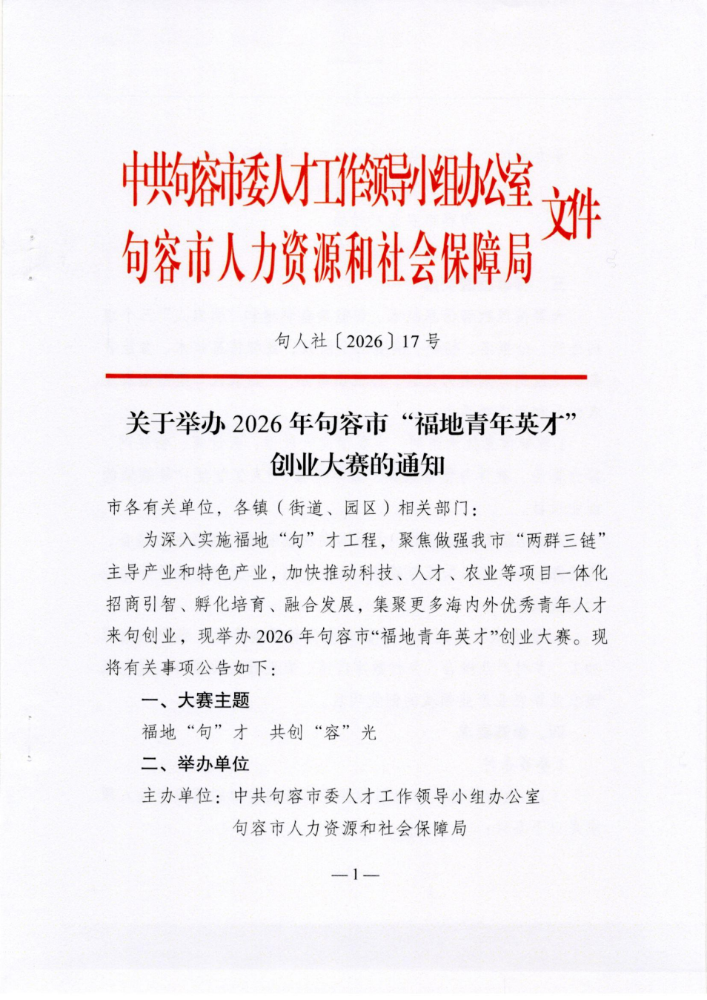 中共句容市委人才工作领导小组办公室
句容市人力资源和社会保障局
文件
句人社〔2026〕17号
关于举办 2026 年句容市“福地青年英才”
创业大赛的通知
市各有关单位，各镇（街道、园区）相关部门：
为深入实施福地“句”才工程，聚焦做强我市“两群三链”
主导产业和特色产业，加快推动科技、人才、农业等项目一体化
招商引智、孵化培育、融合发展，集聚更多海内外优秀青年人才
来句创业，现举办 2026 年句容市“福地青年英才”创业大赛。现
将有关事项公告如下：
一、大赛主题
福地“句”才 共创“容”光
二、举办单位
主办单位：中共句容市委人才工作领导小组办公室
句容市人力资源和社会保障局
— 1 —